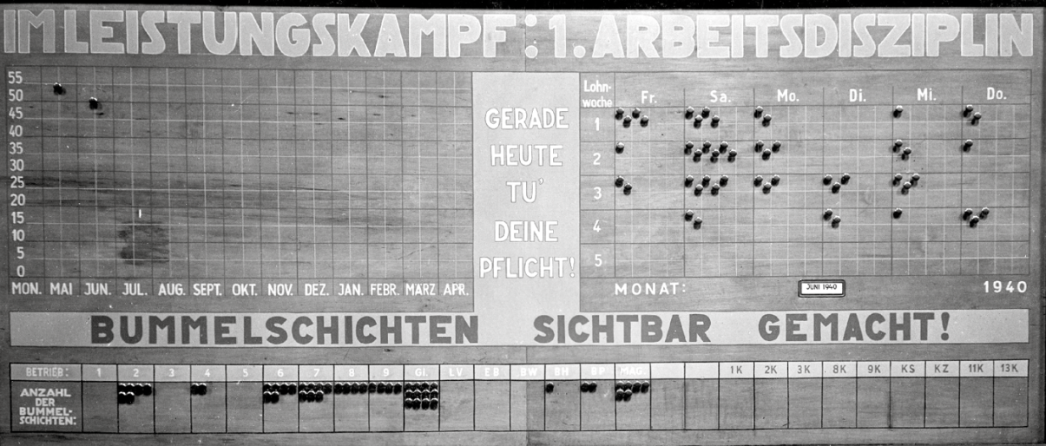 IM LEISTUNGSKAMPF: 1. ARBEITSDISZIPLIN
55
50
45
40
35
30
25
20
15
10
5
0
MON. MAI JUN. JUL. AUG. SEPT. OKT. NOV. DEZ. JAN. FEBR. MÄRZ APR.
GERADE
HEUTE
TU'
DEINE
PFLICHT!
Lohn-
woche
Fr. Sa. Mo. Di. Mi. Do.
1
2
3
4
5
MONAT: JUNI 1940 1940
BUMMELSCHICHTEN SICHTBAR GEMACHT!
BETRIEB: 1 2 3 4 5 6 7 8 9 Gl. LV EB BW BH BP MAG. 1K 2K 3K 8K 9K KS KZ 11K 13K
ANZAHL
DER
BUMMEL-
SCHICHTEN: